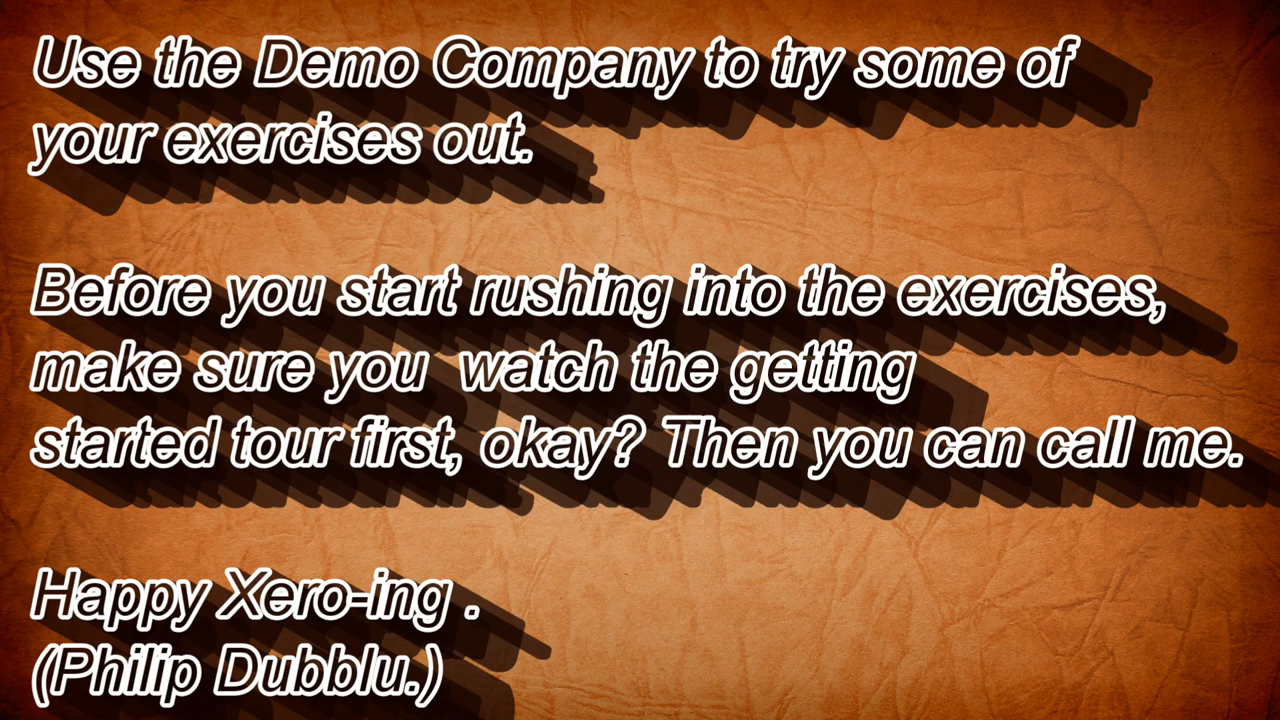 Use the Demo Company to try some of
your exercises out.
Before you start rushing into the exercises,
make sure you  watch the getting
started tour first, okay? Then you can call me.
Happy Xero-ing .
(Philip Dubblu.)